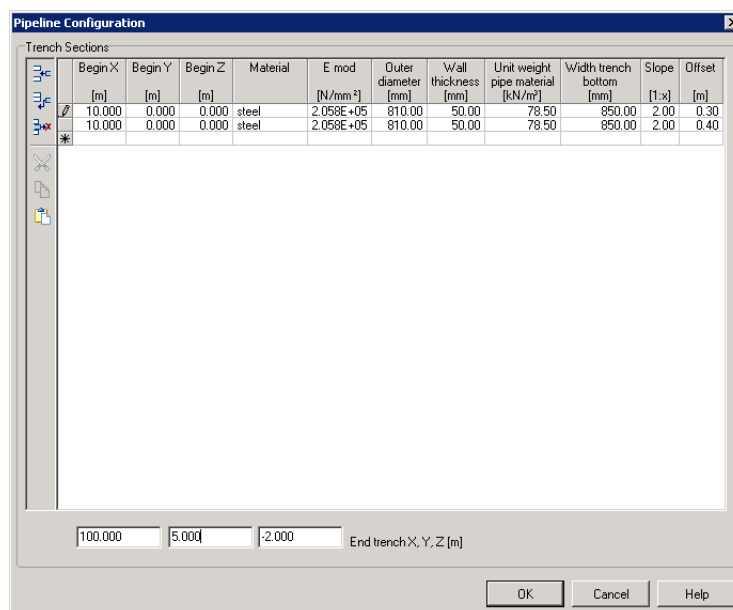 Pipeline Configuration
Trench Sections
Begin X [m] Begin Y [m] Begin Z [m] Material E mod [N/mm²] Outer diameter [mm] Wall thickness [mm] Unit weight pipe material [kN/m³] Width trench bottom [mm] Slope [1:x] Offset [m]
10.000 0.000 0.000 steel 2.058E+05 810.00 50.00 78.50 850.00 2.00 0.30
10.000 0.000 0.000 steel 2.058E+05 810.00 50.00 78.50 850.00 2.00 0.40
100.000 5.000 -2.000 End trench X, Y, Z [m]
OK Cancel Help